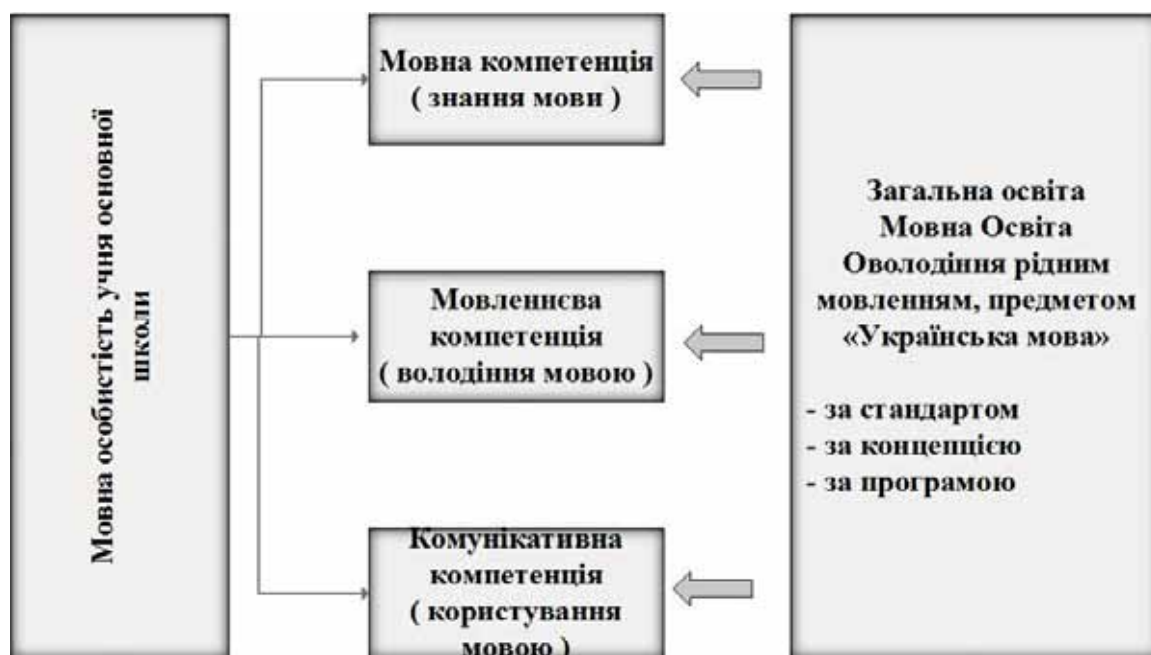 Мовна особистість учня основної
школи
Мовна компетенція
( знання мови )
Мовленнєва
компетенція
( володіння мовою )
Комунікативна
компетенція
( користування
мовою )
Загальна освіта
Мовна Освіта
Оволодіння рідним
мовленням, предметом
«Українська мова»
- за стандартом
- за концепцією
- за програмою